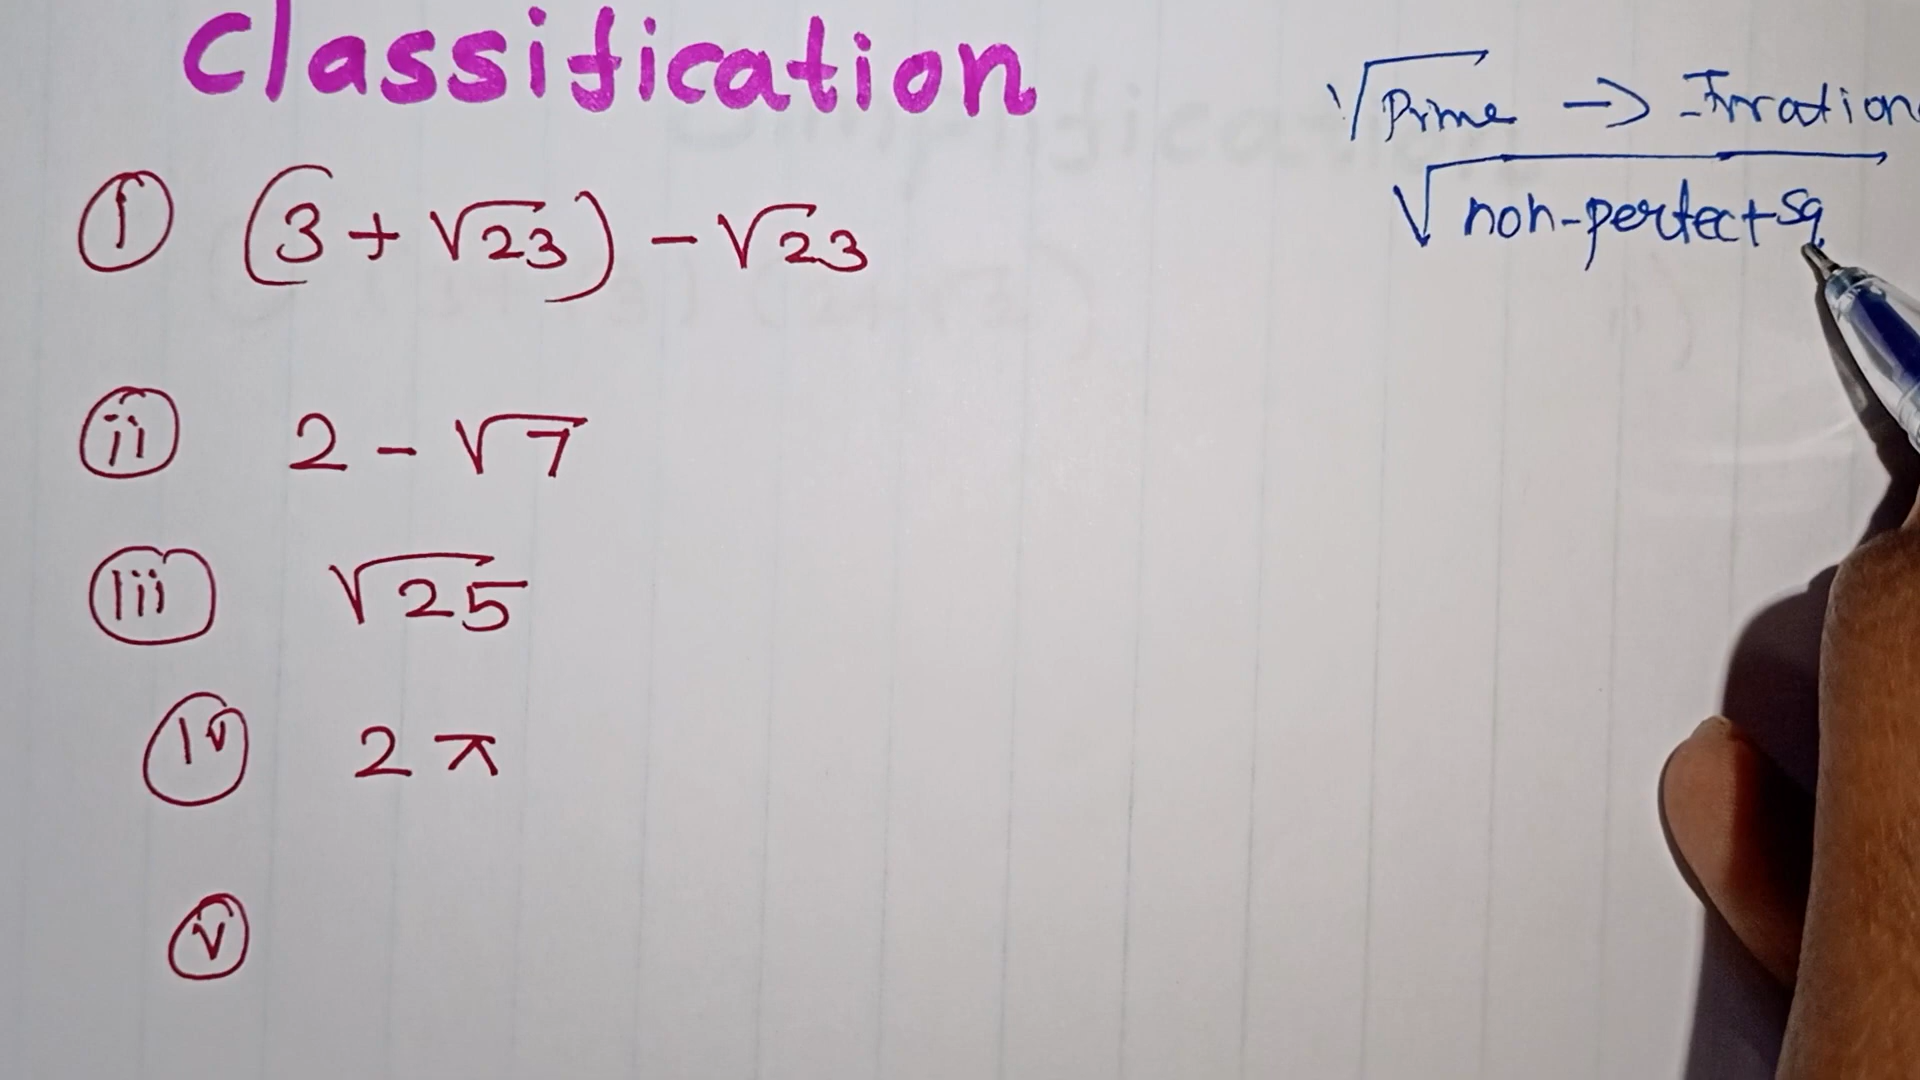 Classification
√Prime → Irration
√non-perfect sq
(i) (3 + √23) - √23
(ii) 2 - √7
(iii) √25
(iv) 2π
(v)